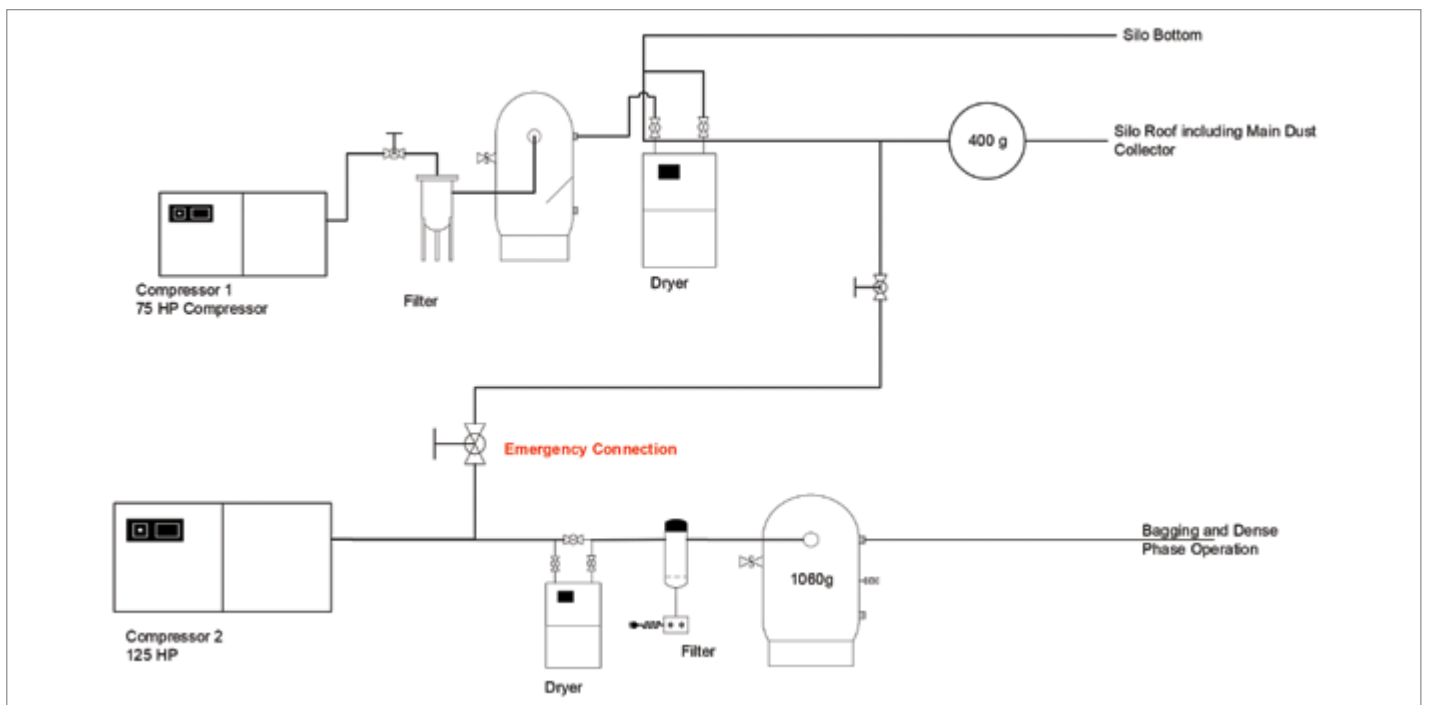 Silo Bottom
400 g
Silo Roof including Main Dust
Collector
Compressor 1
75 HP Compressor
Filter
Dryer
Emergency Connection
Compressor 2
125 HP
Dryer
Filter
1060g
Bagging and Dense
Phase Operation